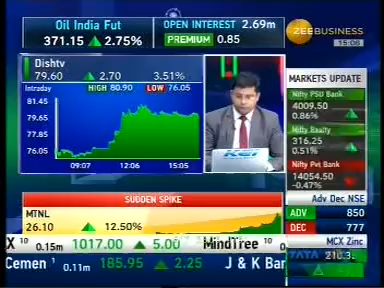 Oil India Fut
371.15 2.75%
OPEN INTEREST 2.69m
PREMIUM 0.85
ZEE BUSINESS
15:08
Dishtv
79.60 2.70 3.51%
Intraday HIGH 80.90 LOW 76.05
81.45
79.65
77.85
76.05
09:07 12:06 15:05
MARKETS UPDATE
Nifty PSU Bank
4009.50
0.86%
Nifty Realty
316.25
0.51%
Nifty Pvt Bank
14054.50
-0.47%
SUDDEN SPIKE
MTNL
26.10 12.50%
Adv Dec NSE
ADV 850
DEC 777
MCX Zinc
X 10 0.15m 1017.00 5.00 MindTree 10
Cemen 1 0.11m 185.95 2.25 J & K Ban